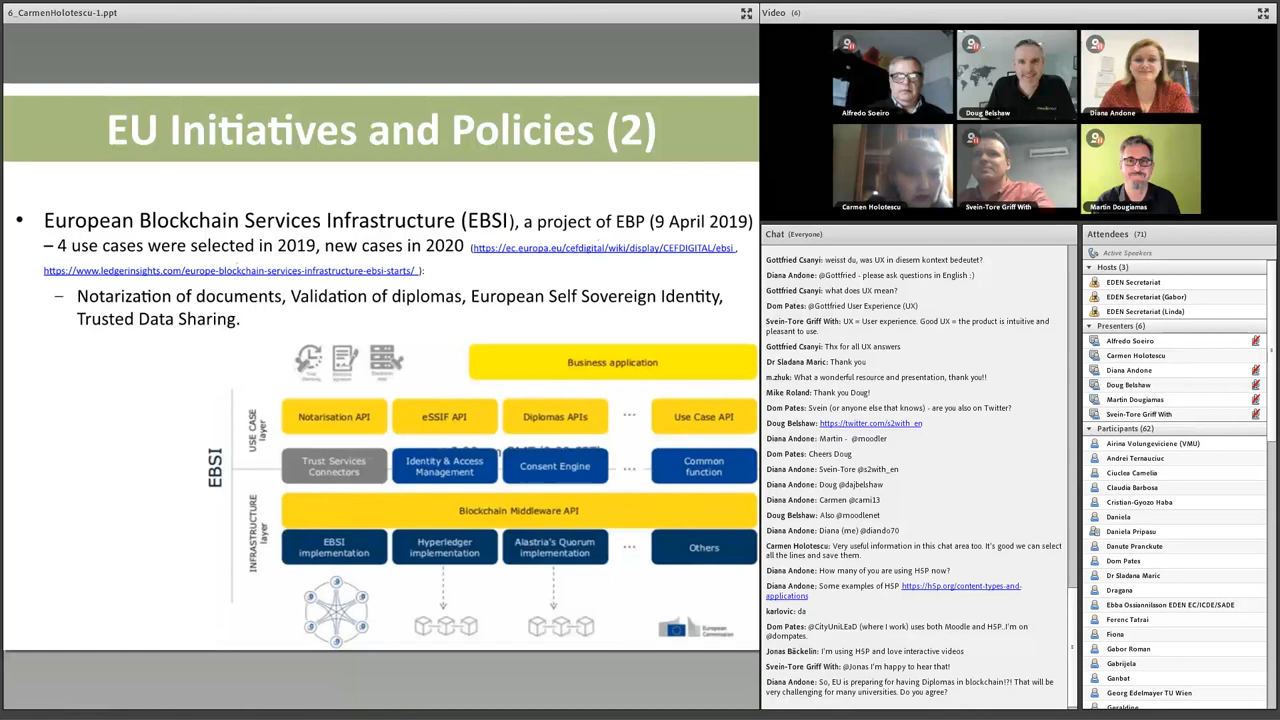 6_CarmenHolotescu-1.ppt
EU Initiatives and Policies (2)
• European Blockchain Services Infrastructure (EBSI), a project of EBP (9 April 2019)
– 4 use cases were selected in 2019, new cases in 2020 (https://ec.europa.eu/cefdigital/wiki/display/CEFDIGITAL/ebsi ,
https://www.ledgerinsights.com/europe-blockchain-services-infrastructure-ebsi-starts/ ):
– Notarization of documents, Validation of diplomas, European Self Sovereign Identity,
Trusted Data Sharing.
Business application
EBSI
USE CASE
layer
Notarisation API
eSSIF API
Diplomas APIs
...
Use Case API
Trust Services
Connectors
Identity & Access
Management
Consent Engine
...
Common
function
INFRASTRUCTURE
layer
Blockchain Middleware API
EBSI
implementation
Hyperledger
implementation
Alastria's Quorum
implementation
...
Others
European
Commission
Video (6)
Alfredo Soeiro
Doug Belshaw
Diana Andone
Carmen Holotescu
Svein-Tore Griff With
Martin Dougiamas
Chat (Everyone)
Gottfried Csanyi: weisst du, was UX in diesem kontext bedeutet?
Diana Andone: @Gottfried - please ask questions in English :)
Gottfried Csanyi: what does UX mean?
Dom Pates: @Gottfried User Experience (UX)
Svein-Tore Griff With: UX = User experience. Good UX = the product is intuitive and
pleasant to use.
Gottfried Csanyi: Thx for all UX answers
Dr Sladana Maric: Thank you
m.zhuk: What a wonderful resource and presentation, thank you!!
Mike Roland: Thank you Doug!
Dom Pates: Svein (or anyone else that knows) - are you also on Twitter?
Doug Belshaw: https://twitter.com/s2with_en
Diana Andone: Martin - @moodler
Dom Pates: Cheers Doug
Diana Andone: Svein-Tore @s2with_en
Diana Andone: Doug @dajbelshaw
Diana Andone: Carmen @cami13
Doug Belshaw: Also @moodlenet
Diana Andone: Diana (me) @diando70
Carmen Holotescu: Very useful information in this chat area too. It's good we can select
all the lines and save them.
Diana Andone: How many of you are using H5P now?
Diana Andone: Some examples of H5P https://h5p.org/content-types-and-
applications
karlovic: da
Dom Pates: @CityUniLEaD (where I work) uses both Moodle and H5P..I'm on
@dompates.
Jonas Bäckelin: I'm using H5P and love interactive videos
Svein-Tore Griff With: @Jonas I'm happy to hear that!
Diana Andone: So, EU is preparing for having Diplomas in blockchain!?! That will be
very challenging for many universities. Do you agree?
Attendees (71)
Active Speakers
Hosts (3)
EDEN Secretariat
EDEN Secretariat (Gabor)
EDEN Secretariat (Linda)
Presenters (6)
Alfredo Soeiro
Carmen Holotescu
Diana Andone
Doug Belshaw
Martin Dougiamas
Svein-Tore Griff With
Participants (62)
Airina Volungeviciene (VMU)
Andrei Ternauciuc
Ciuclea Camelia
Claudia Barbosa
Cristian-Gyozo Haba
Daniela
Daniela Pripasu
Danute Pranckute
Dom Pates
Dr Sladana Maric
Dragana
Ebba Ossiannilsson EDEN EC/ICDE/SADE
Ferenc Tatrai
Fiona
Gabor Roman
Gabrijela
Ganbat
Georg Edelmayer TU Wien
Geraldine